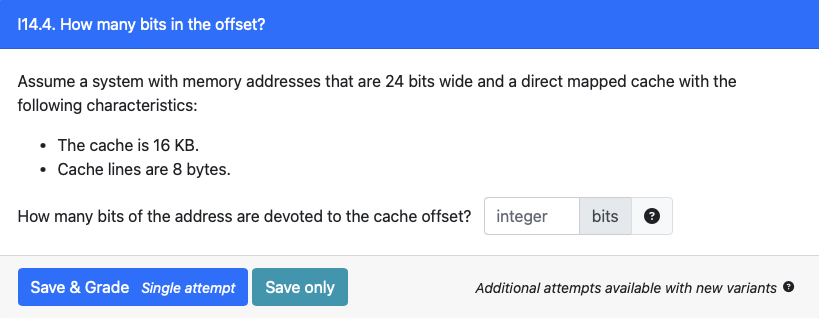 I14.4. How many bits in the offset?
Assume a system with memory addresses that are 24 bits wide and a direct mapped cache with the
following characteristics:
• The cache is 16 KB.
• Cache lines are 8 bytes.
How many bits of the address are devoted to the cache offset? integer bits ?
Save & Grade Single attempt Save only Additional attempts available with new variants ?